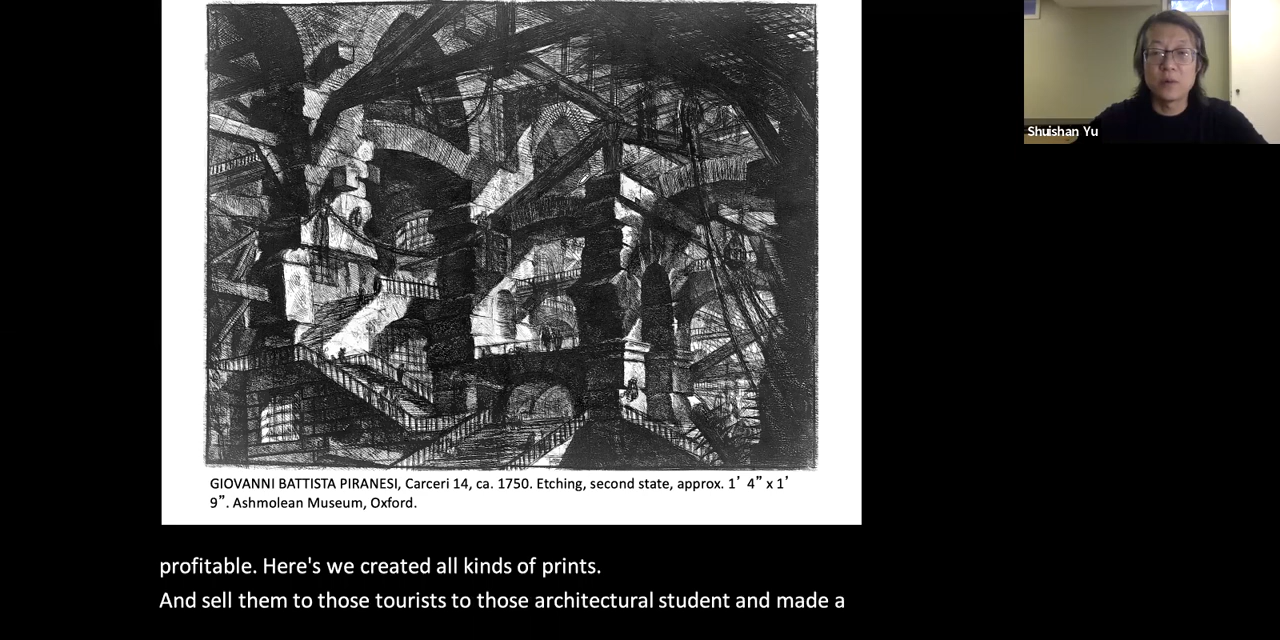 Shuishan Yu
GIOVANNI BATTISTA PIRANESI, Carceri 14, ca. 1750. Etching, second state, approx. 1’ 4” x 1’
9”. Ashmolean Museum, Oxford.
profitable. Here's we created all kinds of prints.
And sell them to those tourists to those architectural student and made a